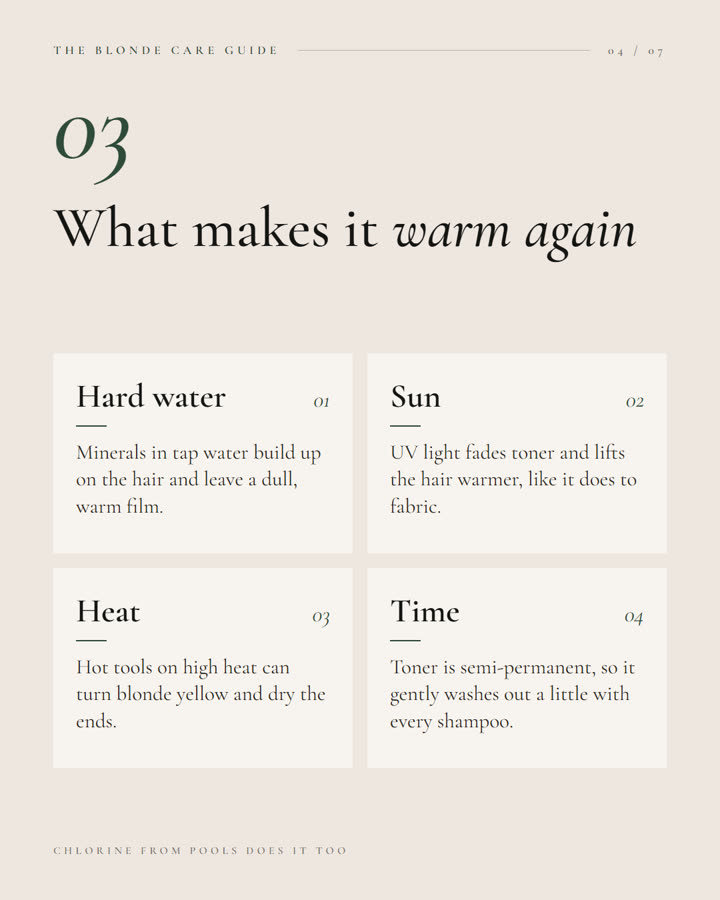 THE BLONDE CARE GUIDE
04 / 07
03
What makes it warm again
Hard water
01
Minerals in tap water build up
on the hair and leave a dull,
warm film.
Sun
02
UV light fades toner and lifts
the hair warmer, like it does to
fabric.
Heat
03
Hot tools on high heat can
turn blonde yellow and dry the
ends.
Time
04
Toner is semi-permanent, so it
gently washes out a little with
every shampoo.
CHLORINE FROM POOLS DOES IT TOO